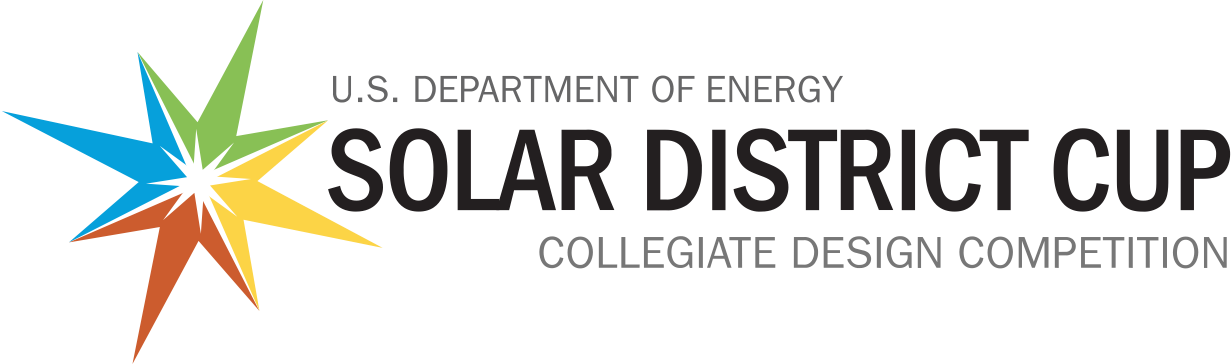 U.S. DEPARTMENT OF ENERGY
SOLAR DISTRICT CUP
COLLEGIATE DESIGN COMPETITION